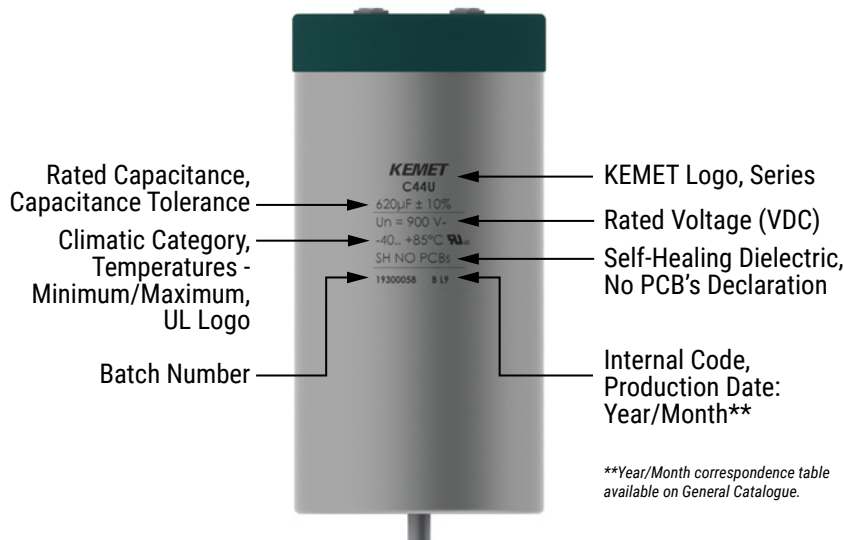 Rated Capacitance,
Capacitance Tolerance
Climatic Category,
Temperatures -
Minimum/Maximum,
UL Logo
Batch Number
KEMET
C44U
620µF ± 10%
Un = 900 V-
-40.. +85°C
SH NO PCBs
19300058 B L9
KEMET Logo, Series
Rated Voltage (VDC)
Self-Healing Dielectric,
No PCB's Declaration
Internal Code,
Production Date:
Year/Month**
**Year/Month correspondence table
available on General Catalogue.